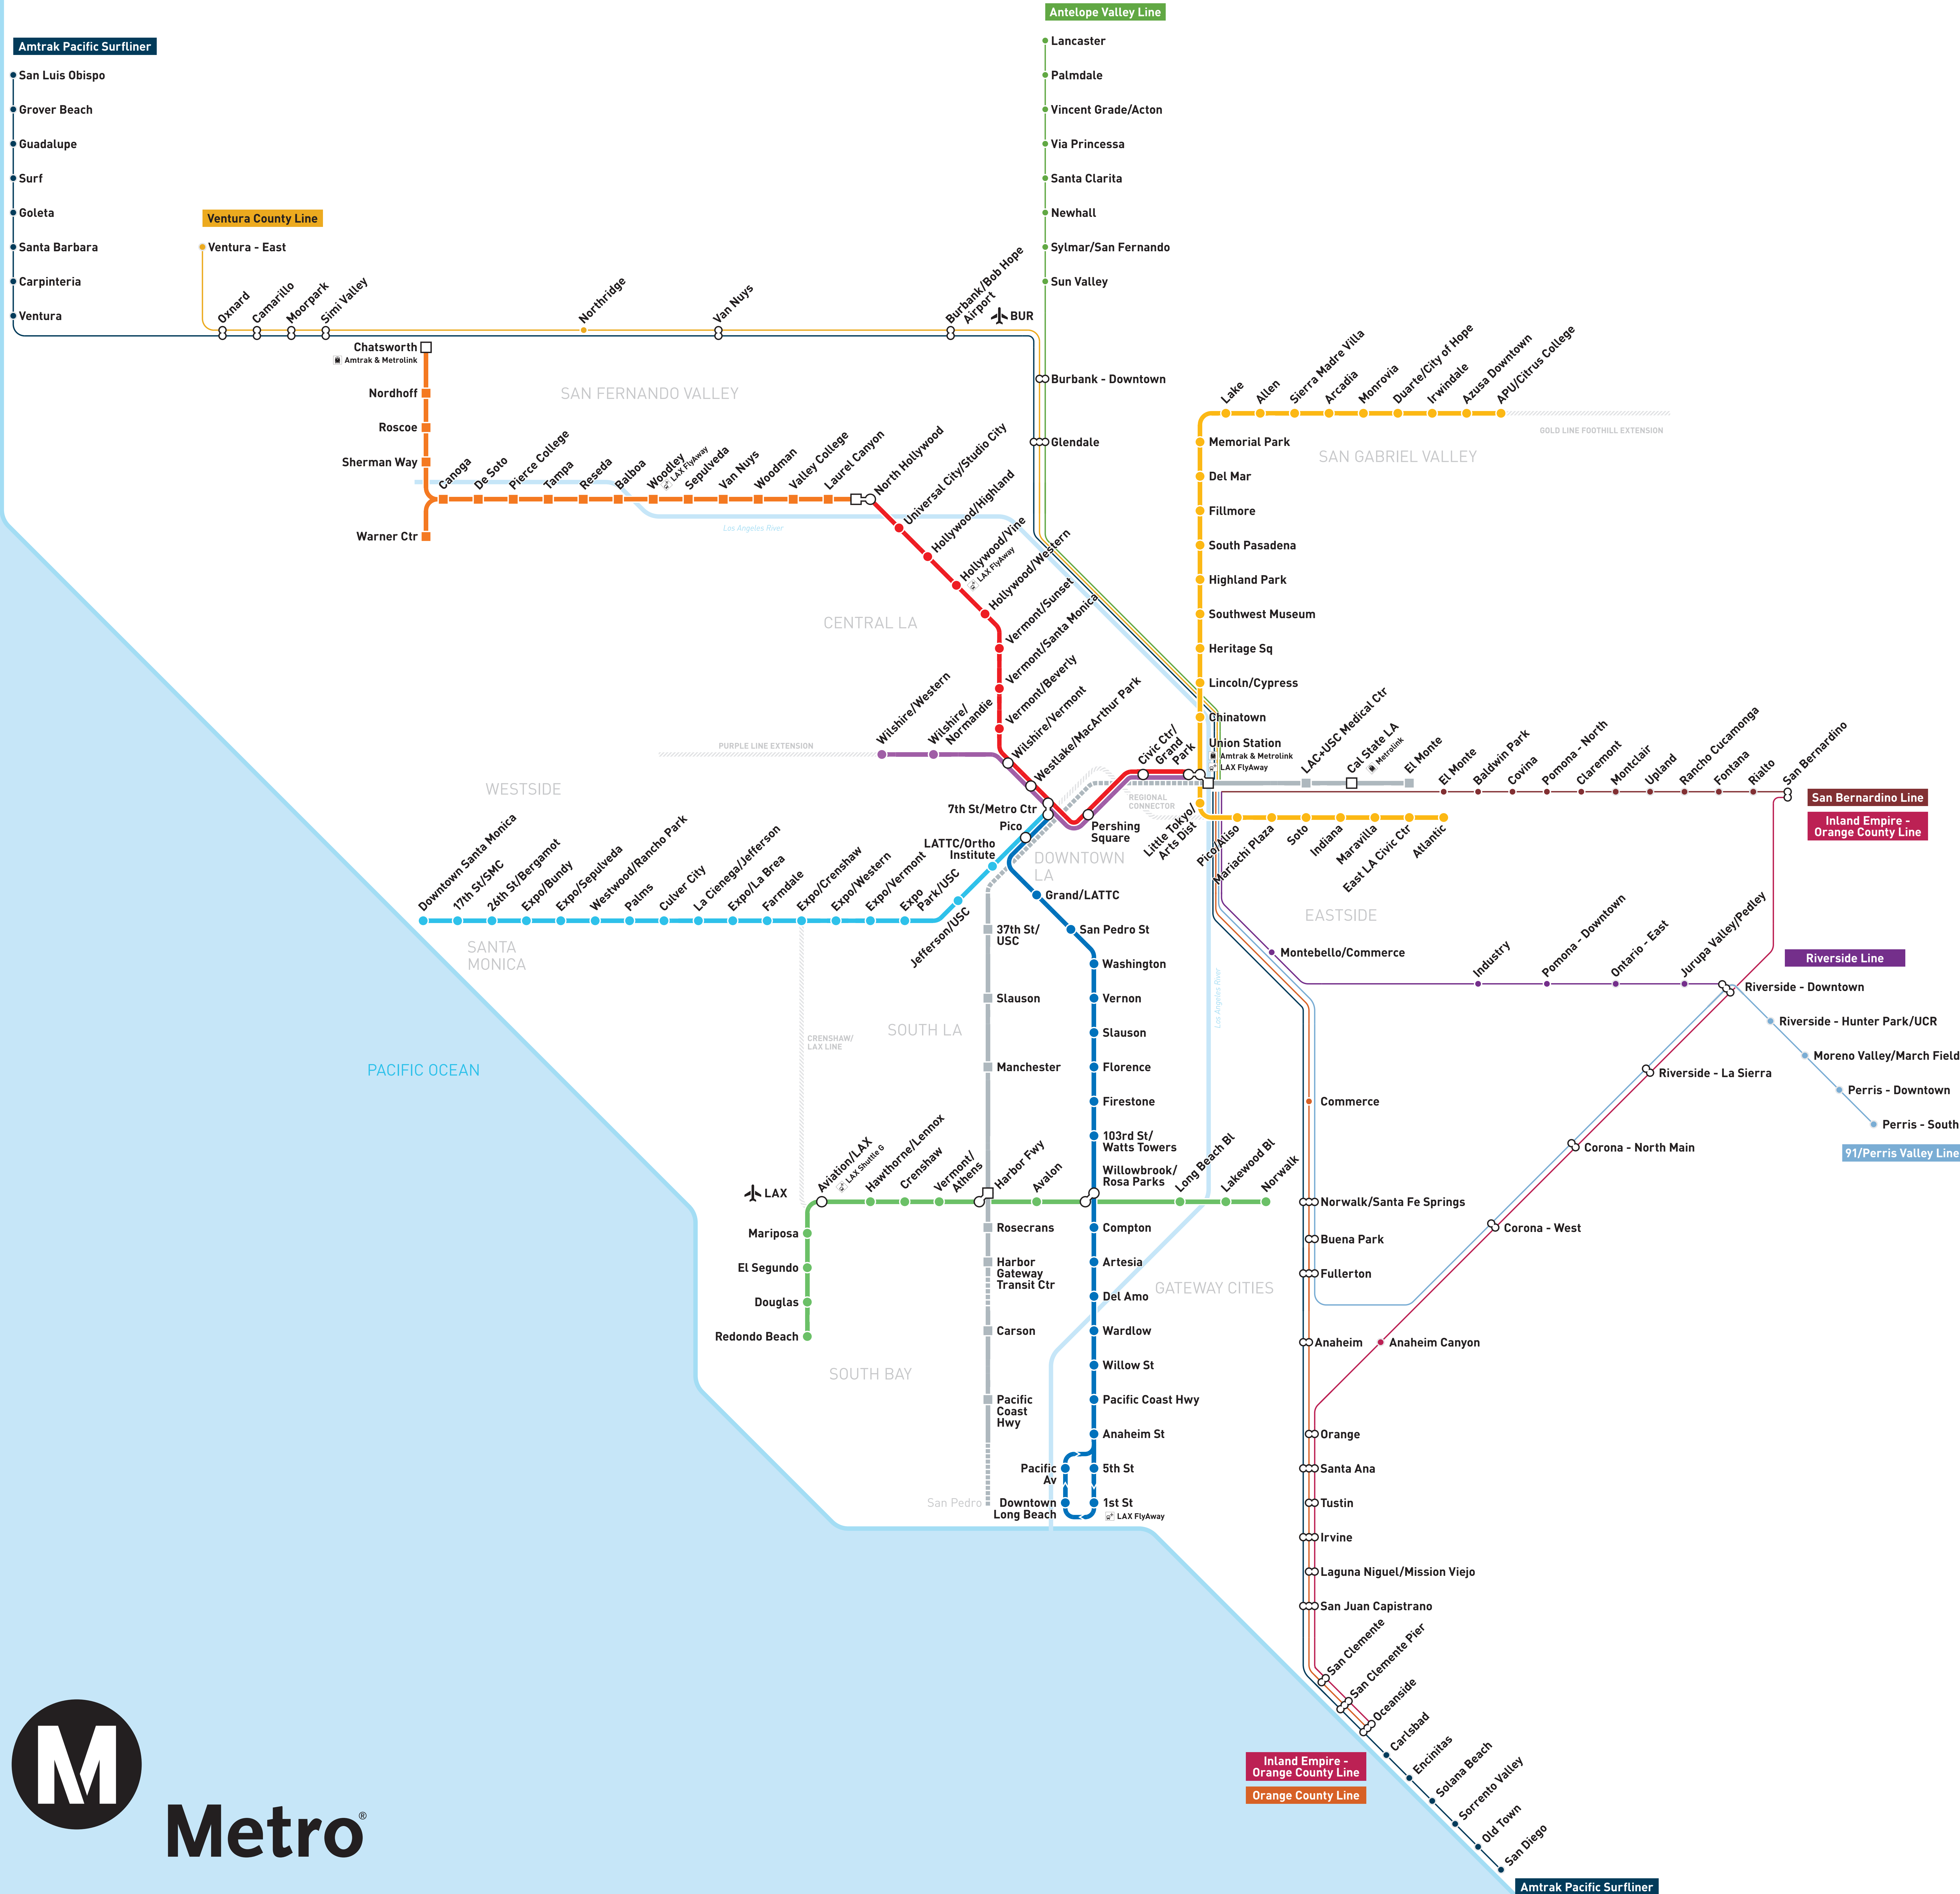 Antelope Valley Line
Lancaster
Palmdale
Vincent Grade/Acton
Via Princessa
Santa Clarita
Newhall
Sylmar/San Fernando
Sun Valley
Amtrak Pacific Surfliner
San Luis Obispo
Grover Beach
Guadalupe
Surf
Goleta
Santa Barbara
Carpinteria
Ventura
Ventura County Line
Ventura - East
Oxnard
Camarillo
Moorpark
Simi Valley
Northridge
Van Nuys
Burbank/Bob Hope
Airport
BUR
Burbank - Downtown
Glendale
Chatsworth
Amtrak & Metrolink
Nordhoff
Roscoe
Sherman Way
Warner Ctr
SAN FERNANDO VALLEY
Canoga
De Soto
Pierce College
Tampa
Reseda
Balboa
Woodley
LAX FlyAway
Sepulveda
Van Nuys
Woodman
Valley College
Laurel Canyon
North Hollywood
Los Angeles River
Universal City/Studio City
Hollywood/Highland
Hollywood/Vine
LAX FlyAway
Hollywood/Western
Vermont/Sunset
Vermont/Santa Monica
Vermont/Beverly
Wilshire/Vermont
Westlake/MacArthur Park
CENTRAL LA
Lake
Allen
Sierra Madre Villa
Arcadia
Monrovia
Duarte/City of Hope
Irwindale
Azusa Downtown
APU/Citrus College
GOLD LINE FOOTHILL EXTENSION
SAN GABRIEL VALLEY
Memorial Park
Del Mar
Fillmore
South Pasadena
Highland Park
Southwest Museum
Heritage Sq
Lincoln/Cypress
Chinatown
Union Station
Amtrak & Metrolink
LAX FlyAway
PURPLE LINE EXTENSION
Wilshire/Western
Wilshire/
Normandie
Civic Ctr/
Grand
Park
REGIONAL
CONNECTOR
7th St/Metro Ctr
Pico
Pershing
Square
LATTC/Ortho
Institute
DOWNTOWN
LA
Little Tokyo/
Arts Dist
Pico/Aliso
Mariachi Plaza
Soto
Indiana
Maravilla
East LA Civic Ctr
Atlantic
LAC+USC Medical Ctr
Cal State LA
Metrolink
El Monte
El Monte
Baldwin Park
Covina
Pomona - North
Claremont
Montclair
Upland
Rancho Cucamonga
Fontana
Rialto
San Bernardino
San Bernardino Line
Inland Empire -
Orange County Line
WESTSIDE
Downtown Santa Monica
17th St/SMC
26th St/Bergamot
Expo/Bundy
Expo/Sepulveda
Westwood/Rancho Park
Palms
Culver City
La Cienega/Jefferson
Expo/La Brea
Farmdale
Expo/Crenshaw
Expo/Western
Expo/Vermont
Expo
Park/USC
Jefferson/USC
SANTA
MONICA
EASTSIDE
Grand/LATTC
San Pedro St
Washington
Vernon
Slauson
Florence
Firestone
103rd St/
Watts Towers
Willowbrook/
Rosa Parks
Compton
Artesia
Del Amo
Wardlow
Willow St
Pacific Coast Hwy
Anaheim St
5th St
1st St
LAX FlyAway
Pacific
Av
Downtown
Long Beach
37th St/
USC
Slauson
Manchester
Harbor Fwy
Rosecrans
Harbor
Gateway
Transit Ctr
Carson
Pacific
Coast
Hwy
San Pedro
SOUTH LA
CRENSHAW/
LAX LINE
PACIFIC OCEAN
Los Angeles River
LAX
Aviation/LAX
LAX Shuttle G
Hawthorne/Lennox
Crenshaw
Vermont/
Athens
Avalon
Long Beach Bl
Lakewood Bl
Norwalk
Mariposa
El Segundo
Douglas
Redondo Beach
SOUTH BAY
GATEWAY CITIES
Montebello/Commerce
Industry
Pomona - Downtown
Ontario - East
Jurupa Valley/Pedley
Riverside Line
Riverside - Downtown
Riverside - Hunter Park/UCR
Moreno Valley/March Field
Perris - Downtown
Perris - South
91/Perris Valley Line
Riverside - La Sierra
Corona - North Main
Corona - West
Commerce
Norwalk/Santa Fe Springs
Buena Park
Fullerton
Anaheim
Anaheim Canyon
Orange
Santa Ana
Tustin
Irvine
Laguna Niguel/Mission Viejo
San Juan Capistrano
San Clemente
San Clemente Pier
Oceanside
Carlsbad
Encinitas
Solana Beach
Sorrento Valley
Old Town
San Diego
Inland Empire -
Orange County Line
Orange County Line
Amtrak Pacific Surfliner
M
Metro®